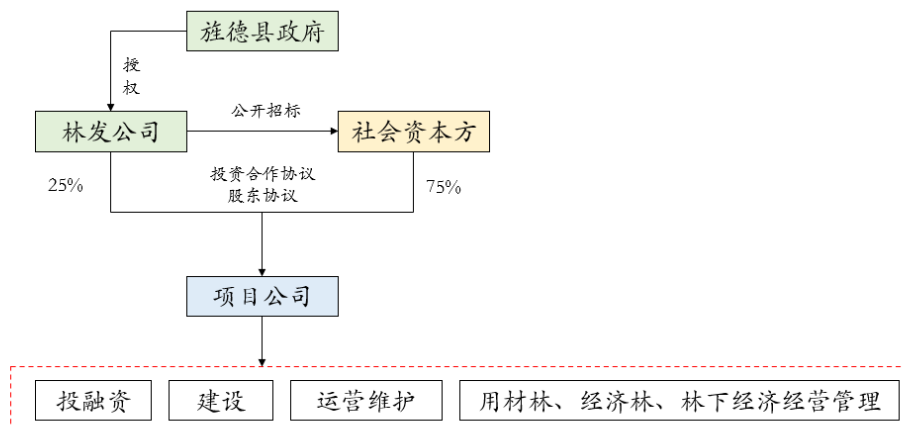 旌德县政府
授
权
林发公司
公开招标
社会资本方
25%
投资合作协议
股东协议
75%
项目公司
投融资
建设
运营维护
用材林、经济林、林下经济经营管理